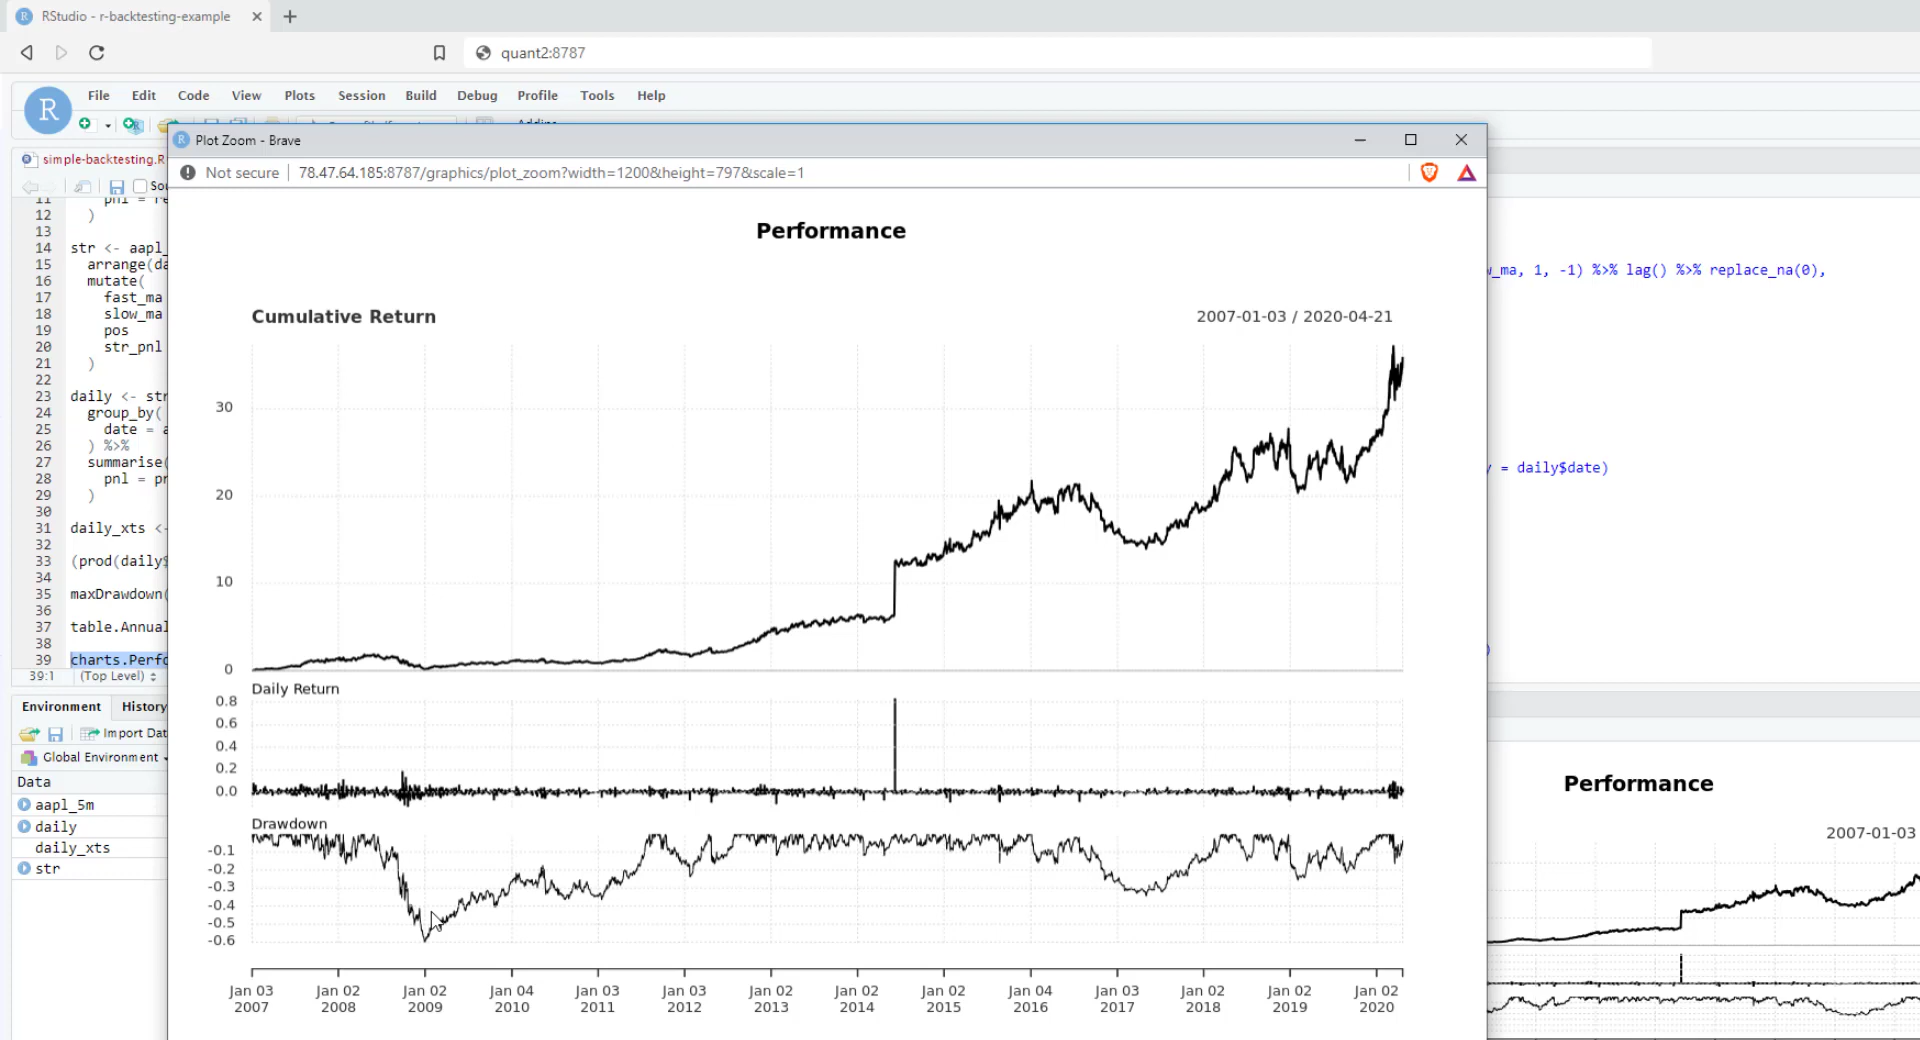 RStudio - r-backtesting-example
quant2:8787
R
File Edit Code View Plots Session Build Debug Profile Tools Help
Addins
Plot Zoom - Brave
simple-backtesting.R
Not secure 78.47.64.185:8787/graphics/plot_zoom?width=1200&height=797&scale=1
Sou
11 pnl = re
12 )
13
14 str <- aapl_
15 arrange(da
16 mutate(
17 fast_ma
18 slow_ma
19 pos
20 str_pnl
21 )
22
23 daily <- str
24 group_by(
25 date = a
26 ) %>%
27 summarise(
28 pnl = pr
29 )
30
31 daily_xts <-
32
33 (prod(daily$
34
35 maxDrawdown(
36
37 table.Annual
38
39 charts.Perfo
39:1 (Top Level)
Environment History
Import Dat
Global Environment
Data
aapl_5m
daily
daily_xts
str
Performance
Cumulative Return 2007-01-03 / 2020-04-21
30
20
10
0
Daily Return
0.8
0.6
0.4
0.2
0.0
Drawdown
-0.1
-0.2
-0.3
-0.4
-0.5
-0.6
Jan 03 Jan 02 Jan 02 Jan 04 Jan 03 Jan 03 Jan 02 Jan 02 Jan 02 Jan 04 Jan 03 Jan 02 Jan 02 Jan 02
2007 2008 2009 2010 2011 2012 2013 2014 2015 2016 2017 2018 2019 2020
_ma, 1, -1) %>% lag() %>% replace_na(0),
= daily$date)
)
Performance
2007-01-03